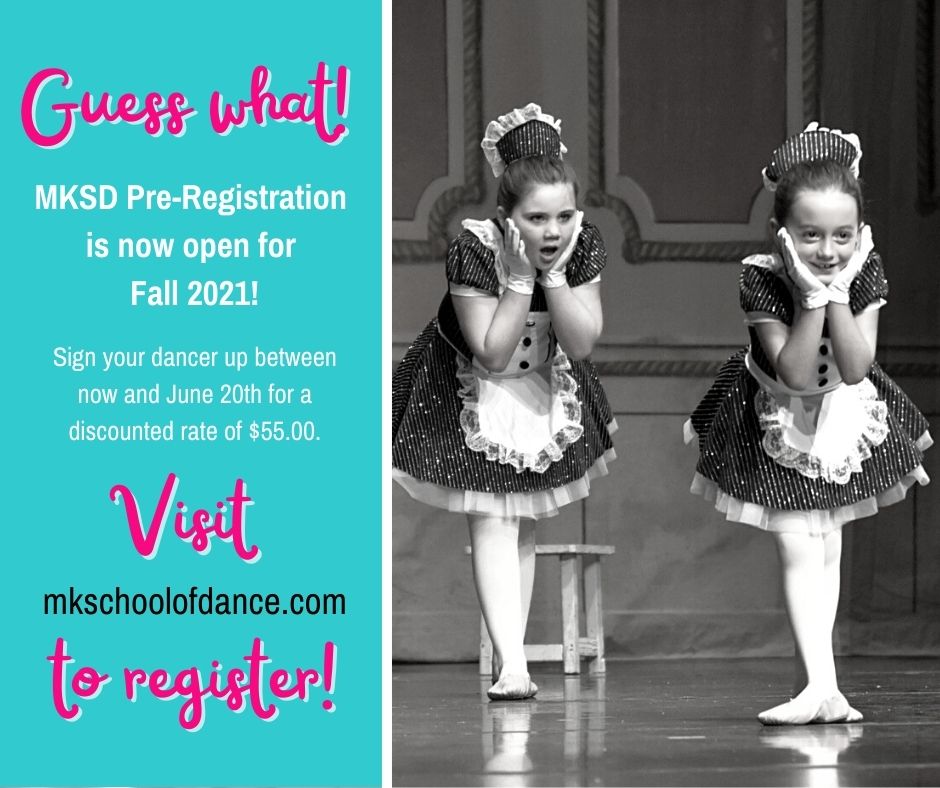 Guess what!
MKSD Pre-Registration
is now open for
Fall 2021!
Sign your dancer up between
now and June 20th for a
discounted rate of $55.00.
Visit
mkschoolofdance.com
to register!